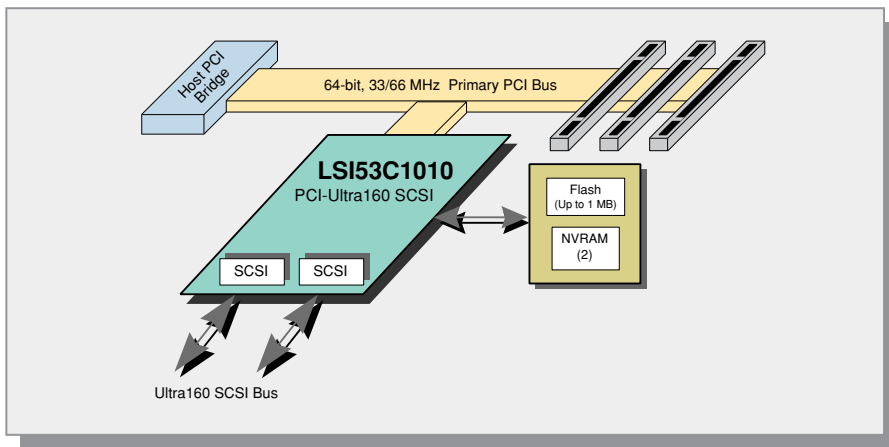 Host PCI
Bridge
64-bit, 33/66 MHz Primary PCI Bus
LSI53C1010
PCI-Ultra160 SCSI
Flash
(Up to 1 MB)
NVRAM
(2)
SCSI
SCSI
Ultra160 SCSI Bus